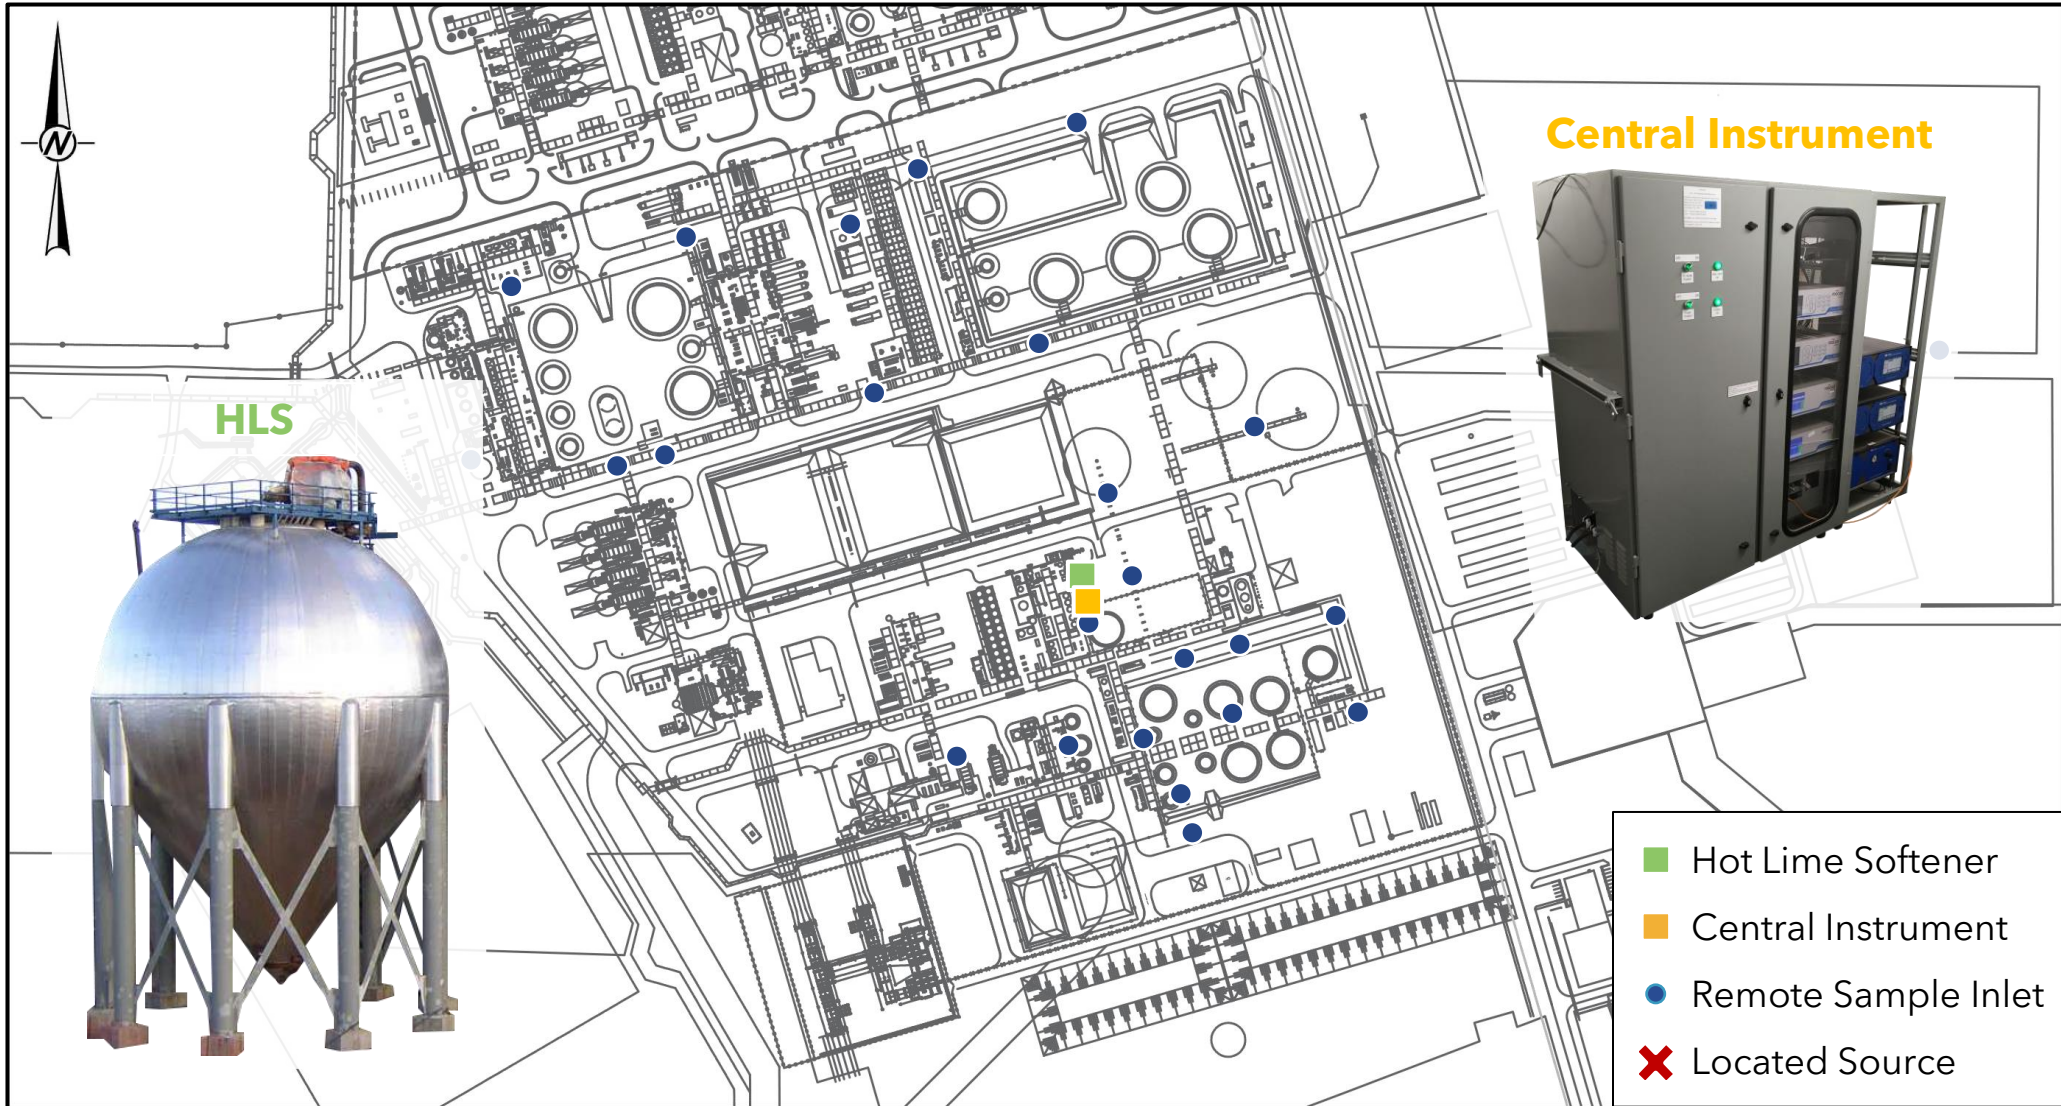 N
Central Instrument
HLS
Hot Lime Softener
Central Instrument
Remote Sample Inlet
Located Source